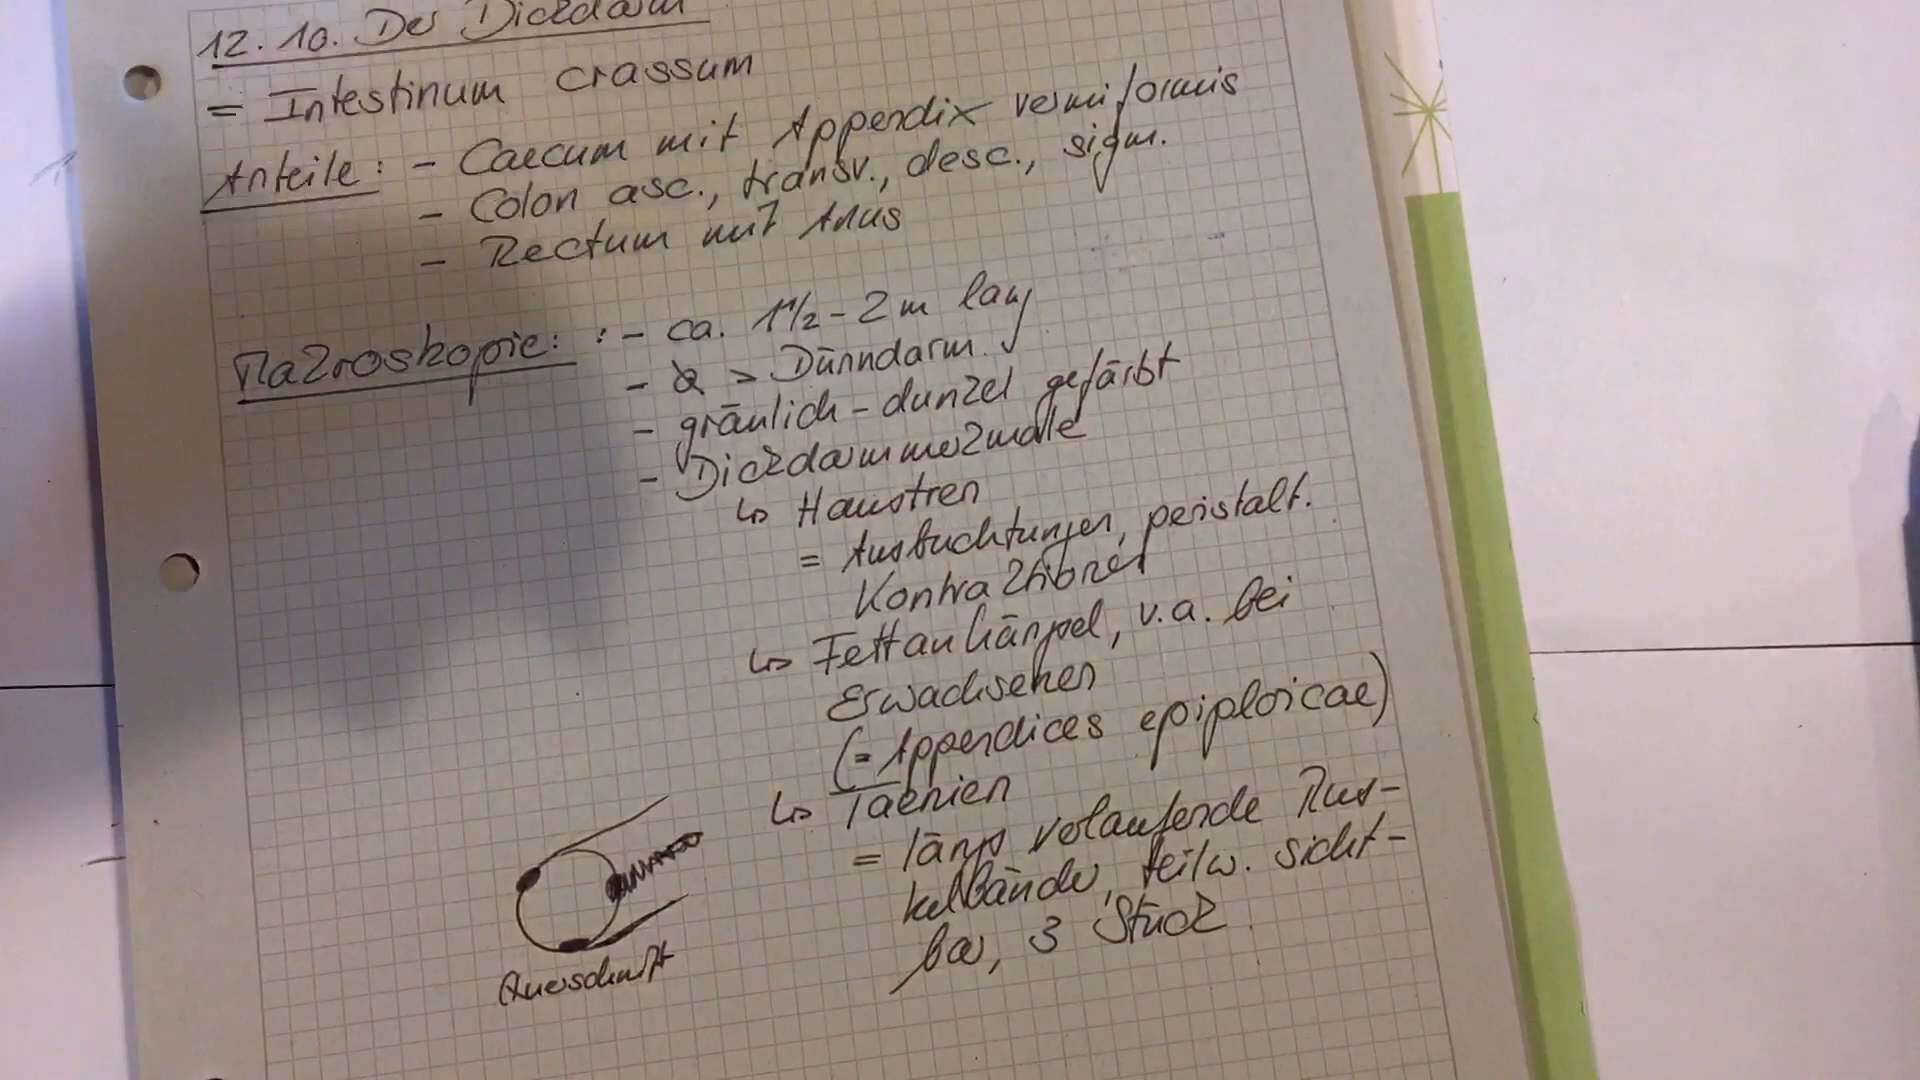 12.10. Der Dickdarm
= Intestinum crassum
Anteile: - Caecum mit Appendix vermiformis
- Colon asc., transv., desc., sigm.
- Rectum mit Anus
Makroskopie: : - ca. 1 1/2 - 2 m lang
- Ø > Dünndarm
- gräulich-dunkel gefärbt
- Dickdarmmerkmale
↳ Haustren
= Ausbuchtungen, peristalt.
Kontraktionen
↳ Fettanhängsel, v.a. bei
Erwachsenen
(= Appendices epiploicae)
↳ Taenien
= längs verlaufende Mus-
kelbänder, teilw. sicht-
bar, 3 Stück
Querschnitt